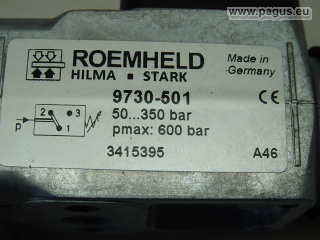 www.pagus.eu
ROEMHELD
HILMA ■ STARK
Made in
Germany
9730-501
CE
2 3
1
P
50...350 bar
pmax: 600 bar
3415395
A46